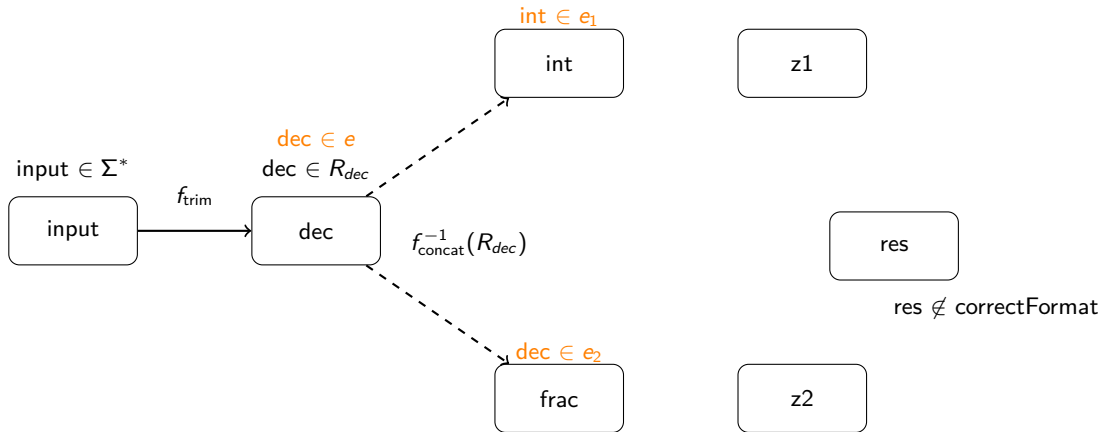 int ∈ e₁
int
z1
dec ∈ e
input ∈ Σ*
dec ∈ R_dec
f_trim
input
dec
f⁻¹_concat(R_dec)
res
res ∉ correctFormat
dec ∈ e₂
frac
z2